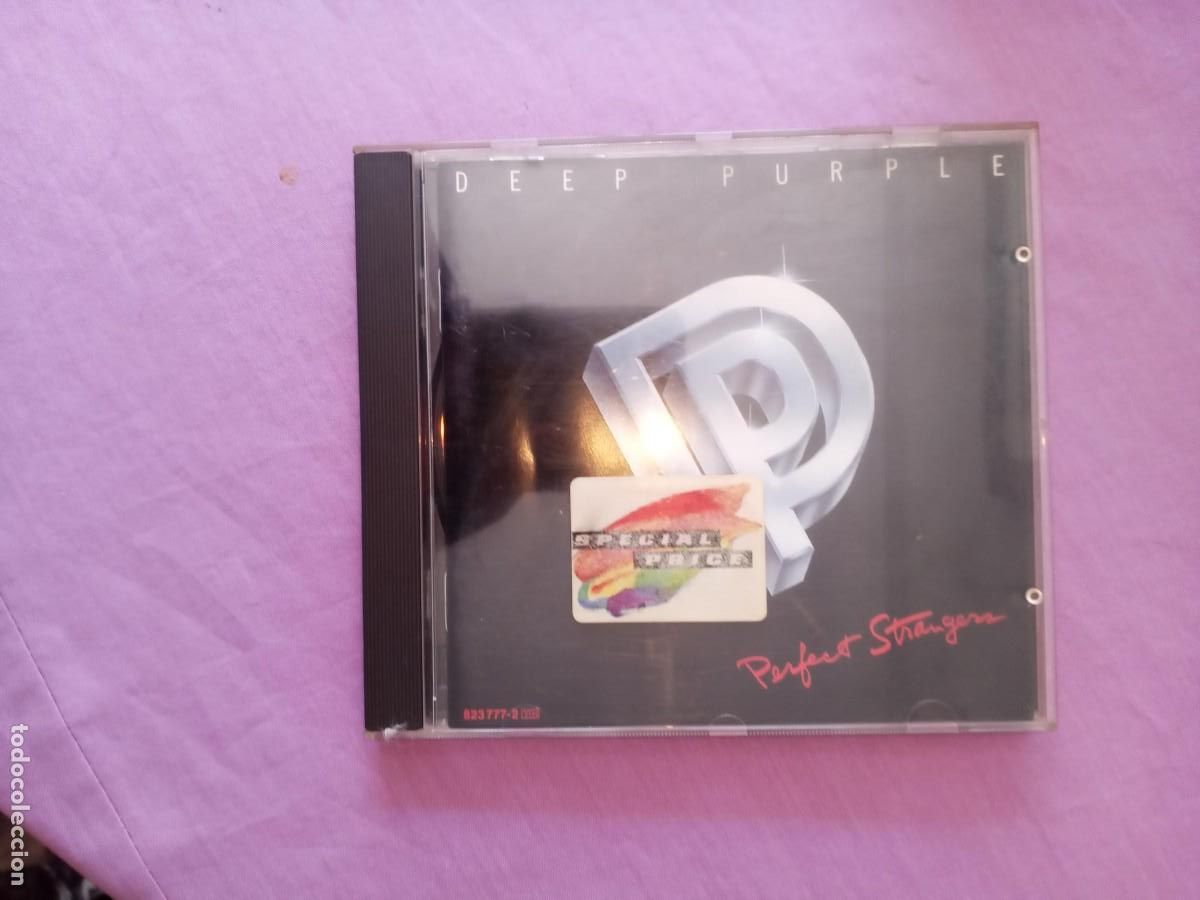 DEEP PURPLE
SPECIAL
PRICE
Perfect Strangers
823 777-2
todocoleccion